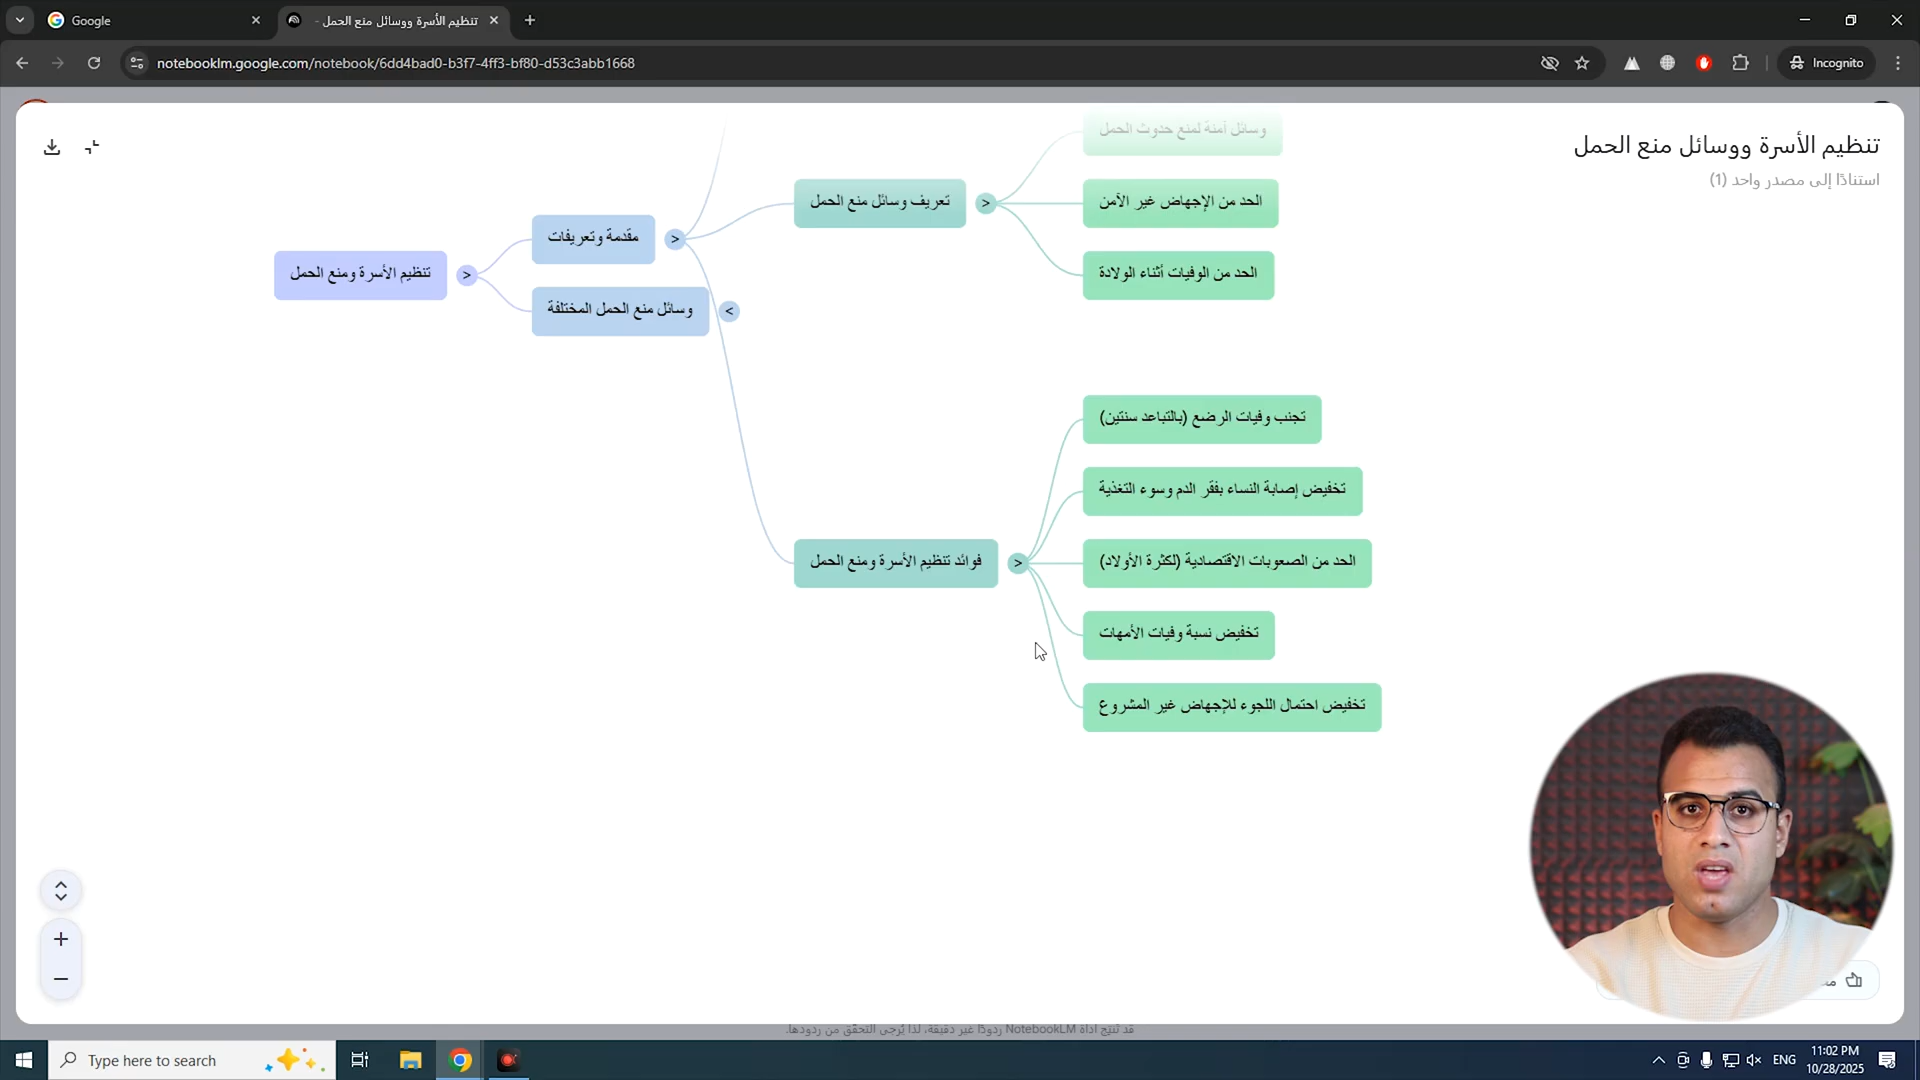 Google
تنظيم الأسرة ووسائل منع الحمل -
notebooklm.google.com/notebook/6dd4bad0-b3f7-4ff3-bf80-d53c3abb1668
Incognito
تنظيم الأسرة ووسائل منع الحمل
استنادًا إلى مصدر واحد (1)
تنظيم الأسرة ومنع الحمل
مقدمة وتعريفات
وسائل منع الحمل المختلفة
تعريف وسائل منع الحمل
وسائل آمنة لمنع حدوث الحمل
الحد من الإجهاض غير الآمن
الحد من الوفيات أثناء الولادة
فوائد تنظيم الأسرة ومنع الحمل
تجنب وفيات الرضع (بالتباعد سنتين)
تخفيض إصابة النساء بفقر الدم وسوء التغذية
الحد من الصعوبات الاقتصادية (لكثرة الأولاد)
تخفيض نسبة وفيات الأمهات
تخفيض احتمال اللجوء للإجهاض غير المشروع
قد تُنتِج أداة NotebookLM ردودًا غير دقيقة، لذا يُرجى التحقّق من ردودها.
Type here to search
ENG
11:02 PM
10/28/2025